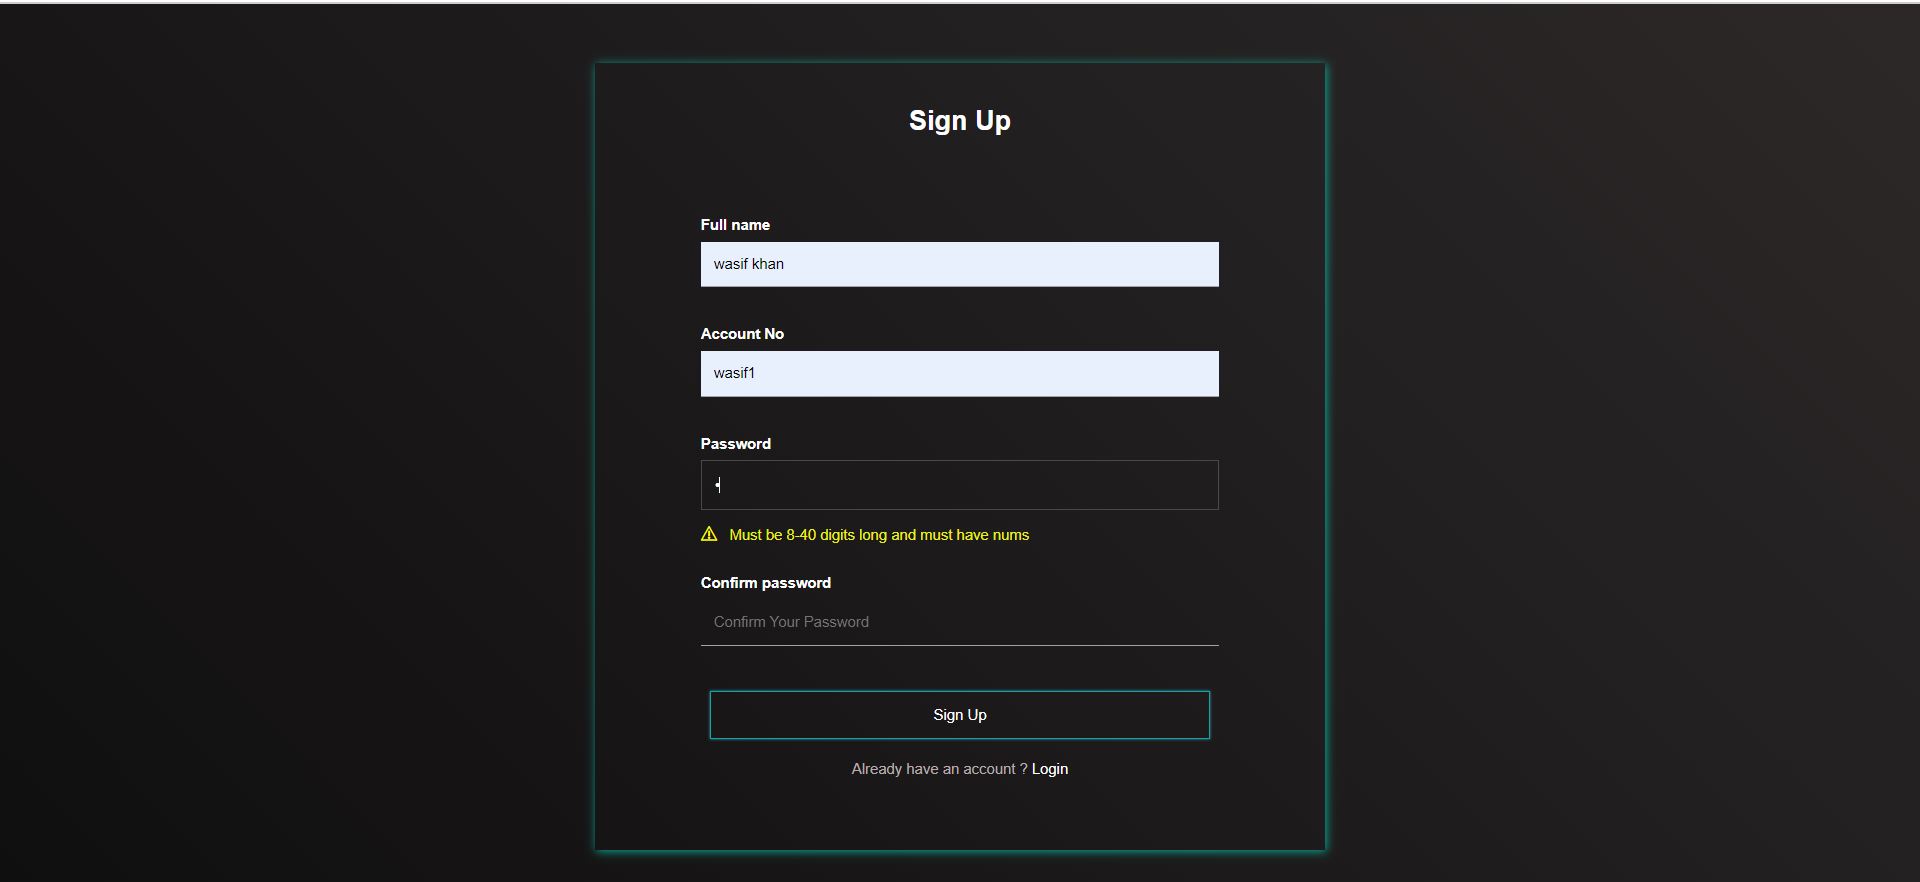 Sign Up
Full name
wasif khan
Account No
wasif1
Password
•
Must be 8-40 digits long and must have nums
Confirm password
Confirm Your Password
Sign Up
Already have an account ? Login